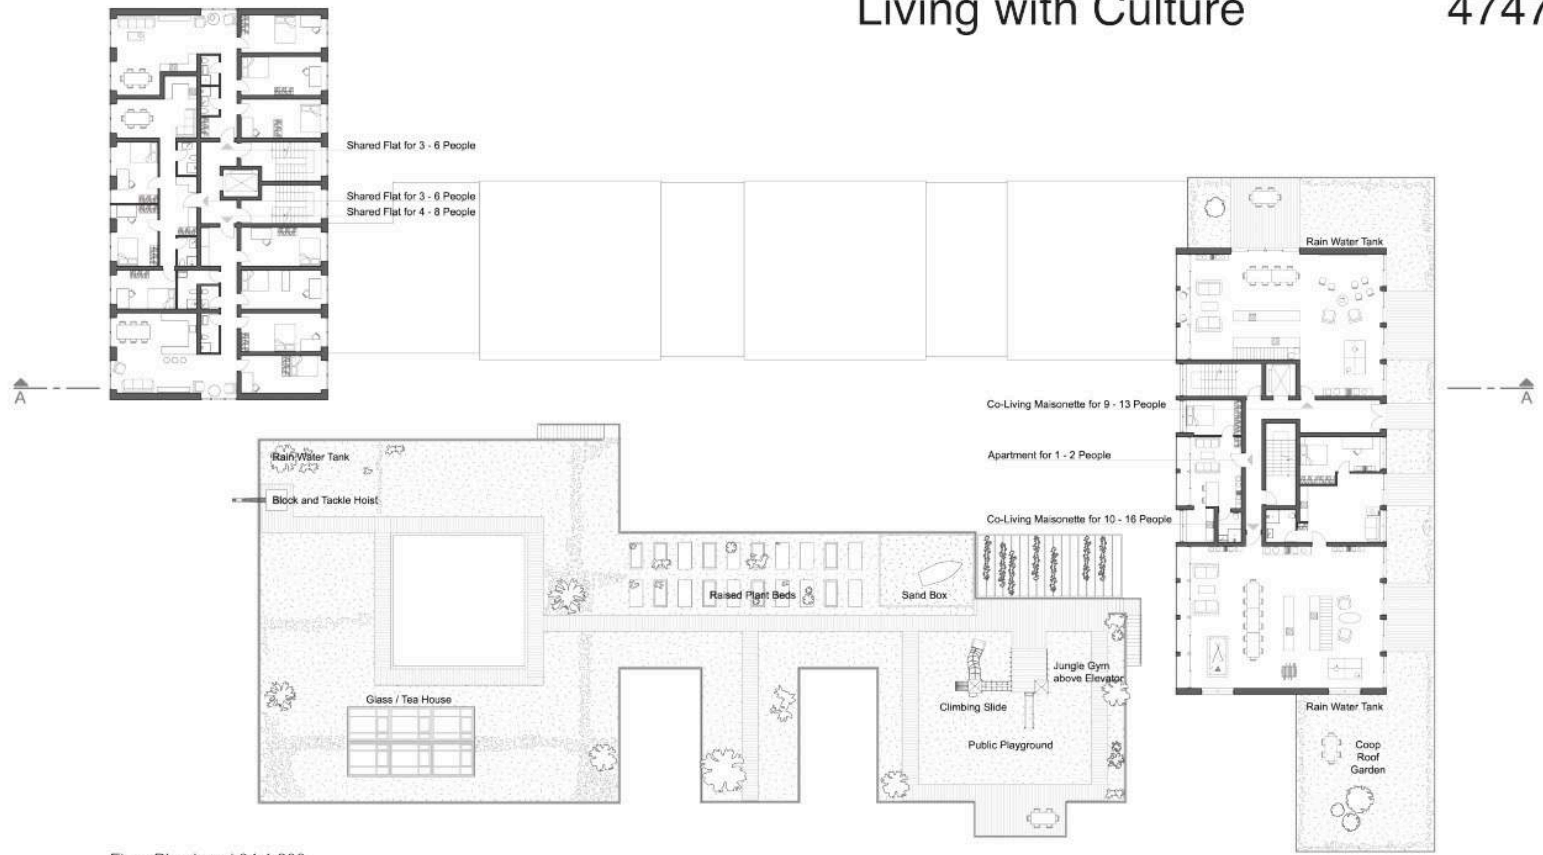 Living with Culture
4747
Shared Flat for 3 - 6 People
Shared Flat for 3 - 6 People
Shared Flat for 4 - 8 People
Rain Water Tank
A
A
Co-Living Maisonette for 9 - 13 People
Apartment for 1 - 2 People
Co-Living Maisonette for 10 - 16 People
Rain Water Tank
Block and Tackle Hoist
Raised Plant Beds
Sand Box
Jungle Gym
above Elevator
Glass / Tea House
Climbing Slide
Public Playground
Rain Water Tank
Coop
Roof
Garden